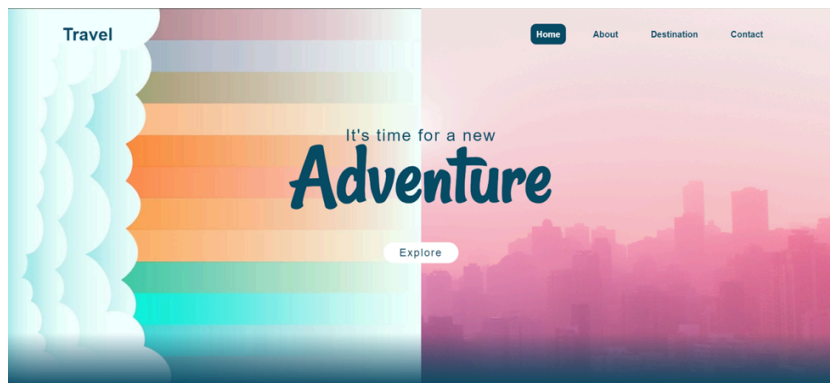 Travel
Home About Destination Contact
It's time for a new
Adventure
Explore